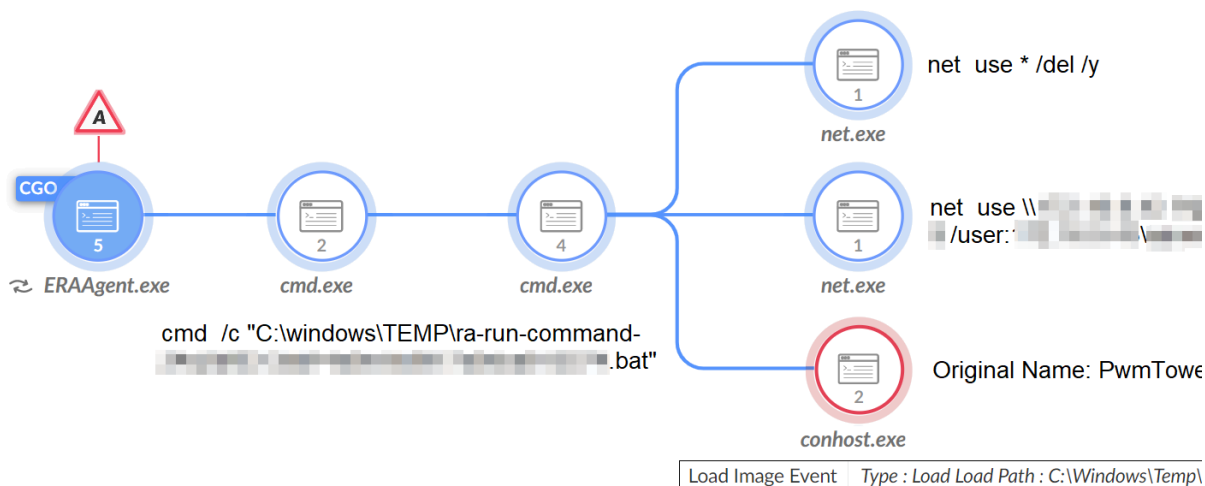 A
CGO
5
ERAAgent.exe
2
cmd.exe
4
cmd.exe
cmd /c "C:\windows\TEMP\ra-run-command-
.bat"
1
net.exe
net use * /del /y
1
net.exe
net use \\
/user:
\
2
conhost.exe
Original Name: PwmTowe
Load Image Event
Type : Load Load Path : C:\Windows\Temp\